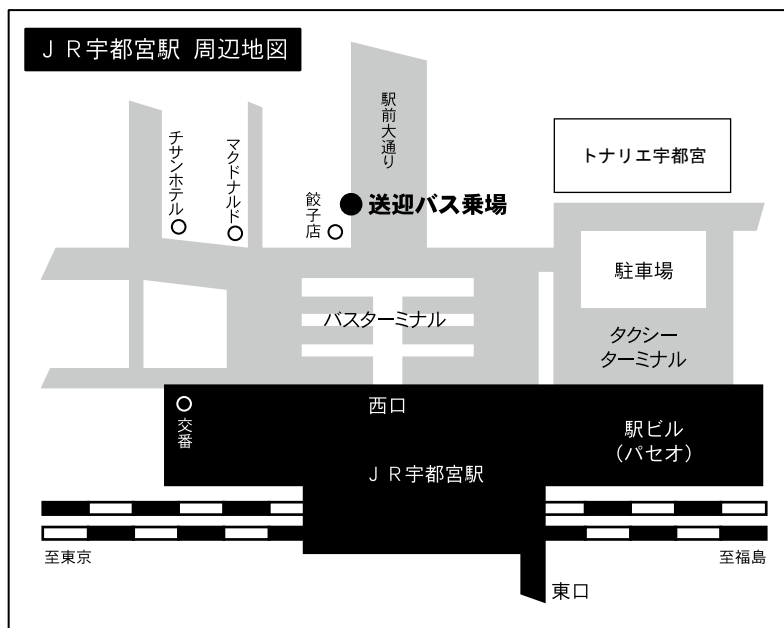 ＪＲ宇都宮駅 周辺地図
駅前大通り
チサンホテル
マクドナルド
餃子店
送迎バス乗場
トナリエ宇都宮
駐車場
バスターミナル
タクシー
ターミナル
交番
西口
駅ビル
(パセオ)
ＪＲ宇都宮駅
至東京
至福島
東口